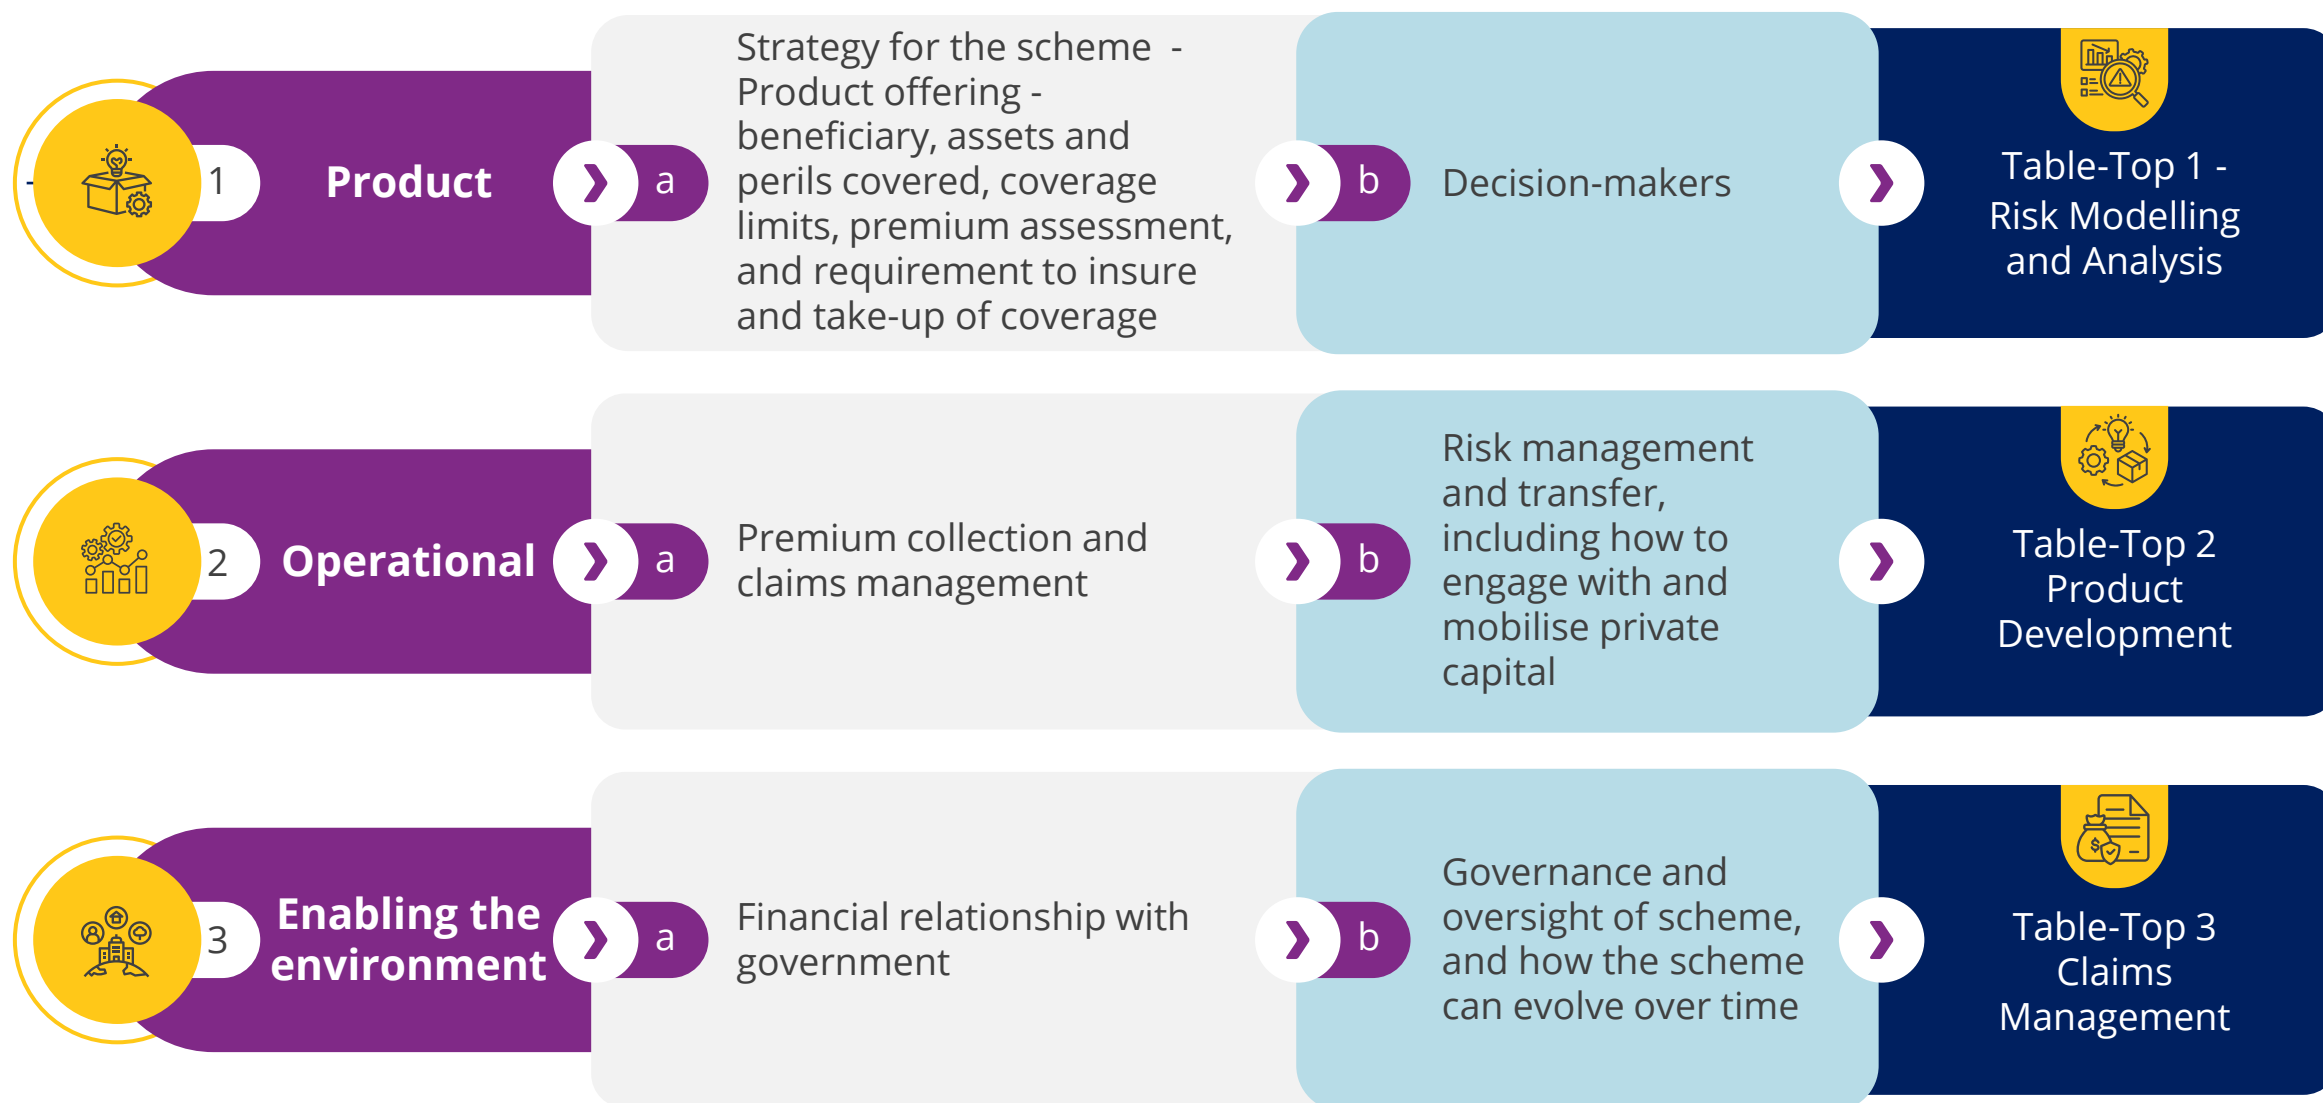 1
Product
a
Strategy for the scheme -
Product offering -
beneficiary, assets and
perils covered, coverage
limits, premium assessment,
and requirement to insure
and take-up of coverage
b
Decision-makers
Table-Top 1 -
Risk Modelling
and Analysis
2
Operational
a
Premium collection and
claims management
b
Risk management
and transfer,
including how to
engage with and
mobilise private
capital
Table-Top 2
Product
Development
3
Enabling the
environment
a
Financial relationship with
government
b
Governance and
oversight of scheme,
and how the scheme
can evolve over time
Table-Top 3
Claims
Management